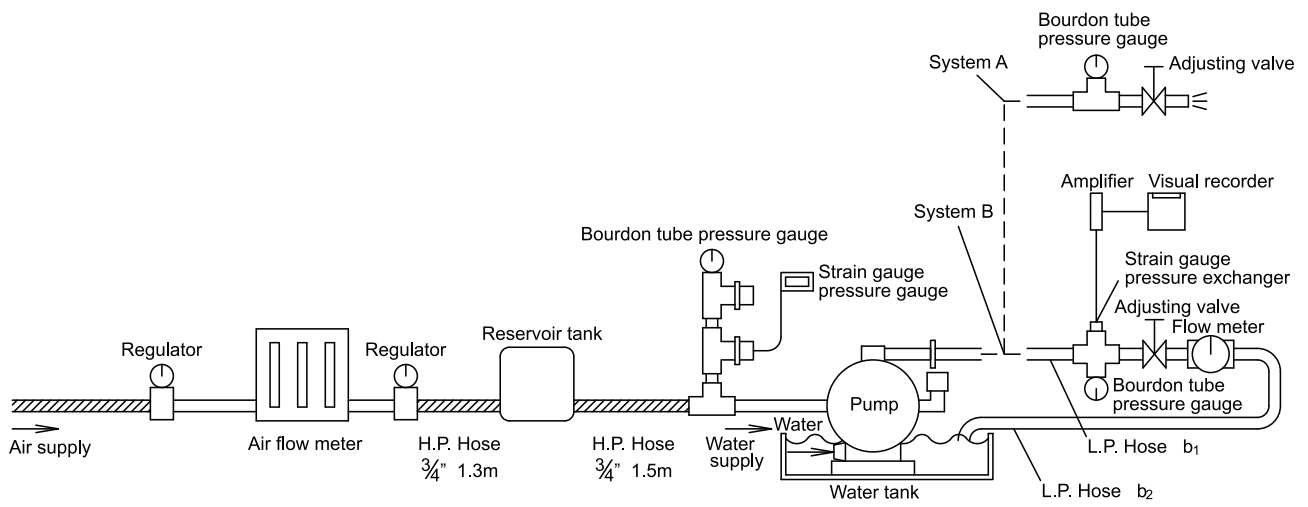 Bourdon tube
pressure gauge
System A
Adjusting valve
Amplifier
Visual recorder
System B
Bourdon tube pressure gauge
Strain gauge
pressure gauge
Strain gauge
pressure exchanger
Adjusting valve
Flow meter
Reservoir tank
Regulator
Regulator
Pump
Bourdon tube
pressure gauge
Air supply
Air flow meter
H.P. Hose
¾" 1.3m
H.P. Hose
¾" 1.5m
Water
supply
Water
Water tank
L.P. Hose b1
L.P. Hose b2